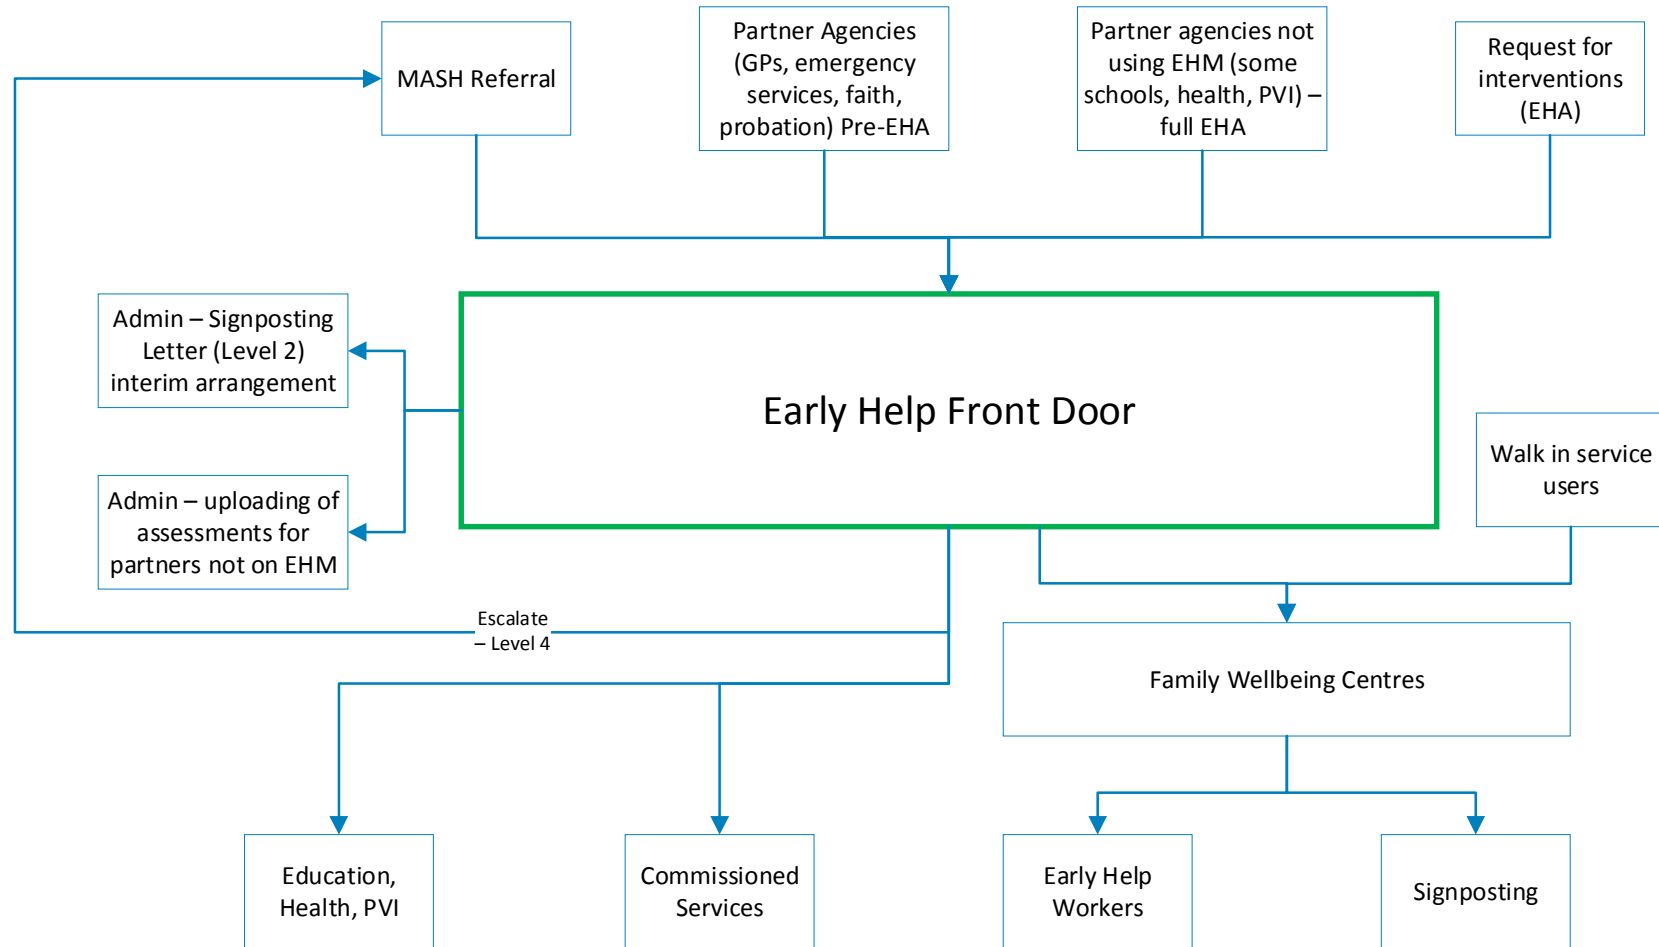 MASH Referral
Partner Agencies
(GPs, emergency
services, faith,
probation) Pre-EHA
Partner agencies not
using EHM (some
schools, health, PVI) –
full EHA
Request for
interventions
(EHA)
Admin – Signposting
Letter (Level 2)
interim arrangement
Early Help Front Door
Walk in service
users
Admin – uploading of
assessments for
partners not on EHM
Escalate
– Level 4
Family Wellbeing Centres
Education,
Health, PVI
Commissioned
Services
Early Help
Workers
Signposting